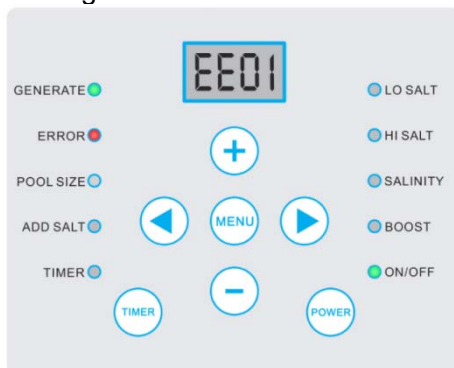 EE01
GENERATE
LO SALT
ERROR
HI SALT
+
POOL SIZE
SALINITY
MENU
ADD SALT
BOOST
TIMER
ON/OFF
−
TIMER
POWER